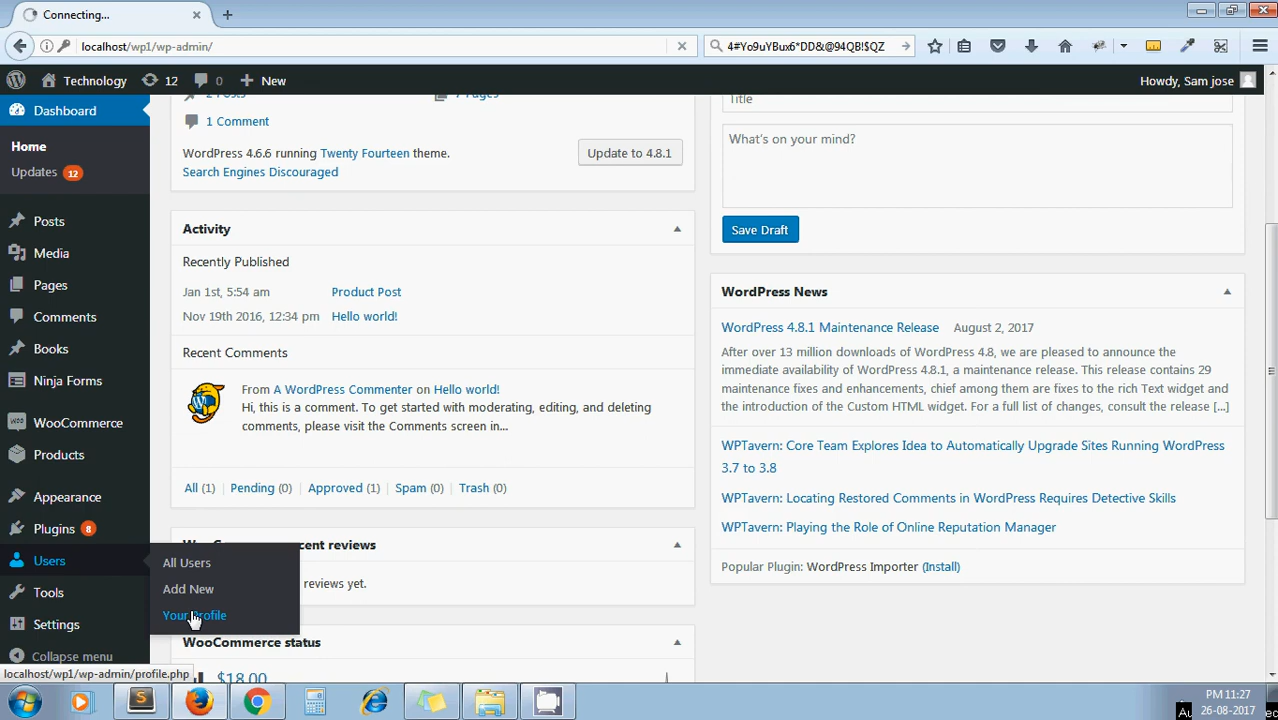 Connecting...
localhost/wp1/wp-admin/
4#Yo9uYBux6*DD&@94QB!$QZ
Technology 12 0 New
Howdy, Sam jose
Dashboard
Home
Updates 12
Posts
Media
Pages
Comments
Books
Ninja Forms
WooCommerce
Products
Appearance
Plugins 8
Users
Tools
Settings
Collapse menu
All Users
Add New
Your Profile
2 Posts 7 Pages
1 Comment
WordPress 4.6.6 running Twenty Fourteen theme.
Update to 4.8.1
Search Engines Discouraged
Activity
Recently Published
Jan 1st, 5:54 am Product Post
Nov 19th 2016, 12:34 pm Hello world!
Recent Comments
From A WordPress Commenter on Hello world!
Hi, this is a comment. To get started with moderating, editing, and deleting
comments, please visit the Comments screen in...
All (1) Pending (0) Approved (1) Spam (0) Trash (0)
reviews yet.
WooCommerce status
$18.00
Title
What's on your mind?
Save Draft
WordPress News
WordPress 4.8.1 Maintenance Release August 2, 2017
After over 13 million downloads of WordPress 4.8, we are pleased to announce the
immediate availability of WordPress 4.8.1, a maintenance release. This release contains 29
maintenance fixes and enhancements, chief among them are fixes to the rich Text widget and
the introduction of the Custom HTML widget. For a full list of changes, consult the release [...]
WPTavern: Core Team Explores Idea to Automatically Upgrade Sites Running WordPress
3.7 to 3.8
WPTavern: Locating Restored Comments in WordPress Requires Detective Skills
WPTavern: Playing the Role of Online Reputation Manager
Popular Plugin: WordPress Importer (Install)
localhost/wp1/wp-admin/profile.php
PM 11:27
26-08-2017